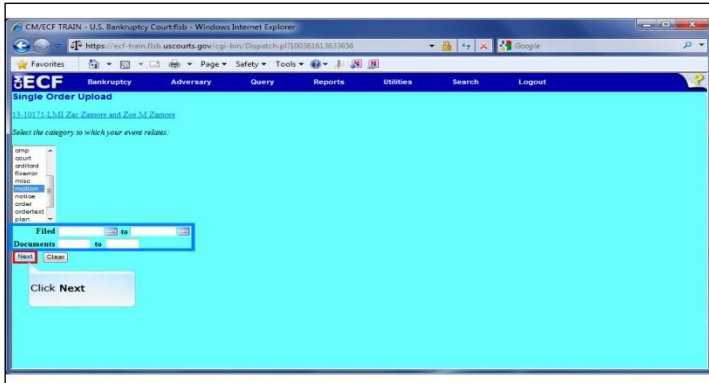 CM/ECF TRAIN - U.S. Bankruptcy Court:flsb - Windows Internet Explorer
https://ecf-train.flsb.uscourts.gov/cgi-bin/Dispatch.pl?100361613633656
Google
Favorites Page Safety Tools
ECF Bankruptcy Adversary Query Reports Utilities Search Logout ?
Single Order Upload
13-10171-LMI Zac Zamore and Zoe M Zamore
Select the category to which your event relates:
cmp
court
crditcrd
fixerror
misc
motion
notice
order
ordertext
plan
Filed to
Documents to
Next Clear
Click Next